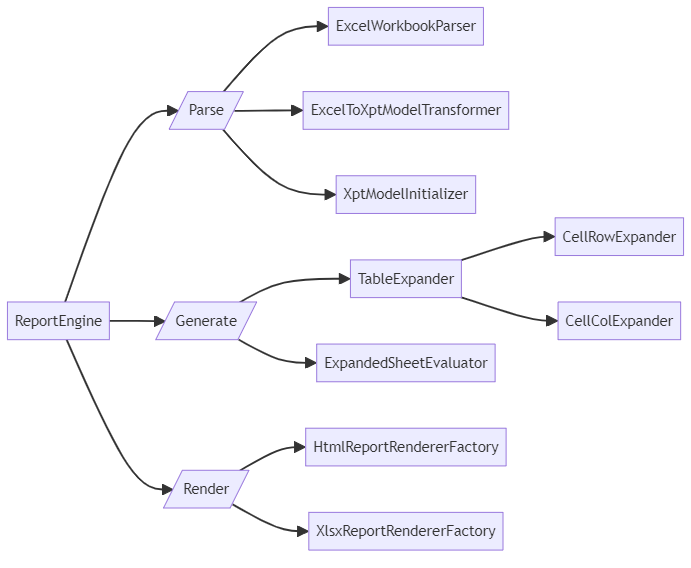 ExcelWorkbookParser
Parse
ExcelToXptModelTransformer
XptModelInitializer
CellRowExpander
TableExpander
ReportEngine
Generate
CellColExpander
ExpandedSheetEvaluator
HtmlReportRendererFactory
Render
XlsxReportRendererFactory